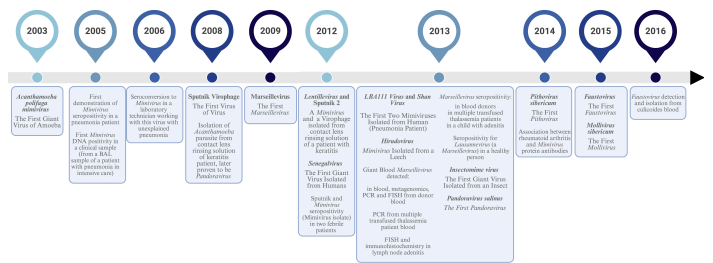 2003
2005
2006
2008
2009
2012
2013
2014
2015
2016
Acanthamoeba
polifaga
mimivirus
The First Giant
Virus of Amoeba
First
demonstration of
Mimivirus
seropositivity in a
pneumonia patient
First Mimivirus
DNA positivity in
a clinical sample
(from a BAL
sample of a patient
with pneumonia in
intensive care)
Seroconversion to
Mimivirus in a
laboratory
technician working
with this virus with
unexplained
pneumonia
Sputnik Virophage
The First Virus
of Virus
Isolation of
Acanthamoeba
parasite from
contact lens
rinsing solution
of keratitis
patient, later
proven to be
Pandoravirus
Marseillevirus
The First
Marseillevirus
Lentillevirus and
Sputnik 2
A Mimivirus
and a Virophage
isolated from
contact lens
rinsing solution
of a patient with
keratitis
Senegalvirus
The First Giant
Virus Isolated
from Humans
Sputnik and
Mimivirus
seropositivity
(Mimivirus isolate)
in two febrile
patients
LBA111 Virus and Shan
Virus
The First Two Mimiviruses
Isolated from Human
(Pneumonia Patient)
Hirudovirus
Mimivirus Isolated from a
Leech
Giant Blood Marseillevirus
detected:
in blood, metagenomics,
PCR and FISH from donor
blood
PCR from multiple
transfused thalassemia
patient blood
FISH and
immunohistochemistry in
lymph node adenitis
Marseillevirus seropositivity:
in blood donors
in multiple transfused
thalassemia patients
in a child with adenitis
Seropositivity for
Lausannevirus (a
Marseillevirus) in a healthy
person
Insectomime virus
The First Giant Virus
Isolated from an Insect
Pandoravirus salinus
The First Pandoravirus
Pithovirus
sibericum
The First
Pithovirus
Association between
rheumatoid arthritis
and Mimivirus
protein antibodies
Faustovirus
The First
Faustovirus
Mollivirus
sibericum
The First
Mollivirus
Faustovirus detection
and isolation from
culicoides blood